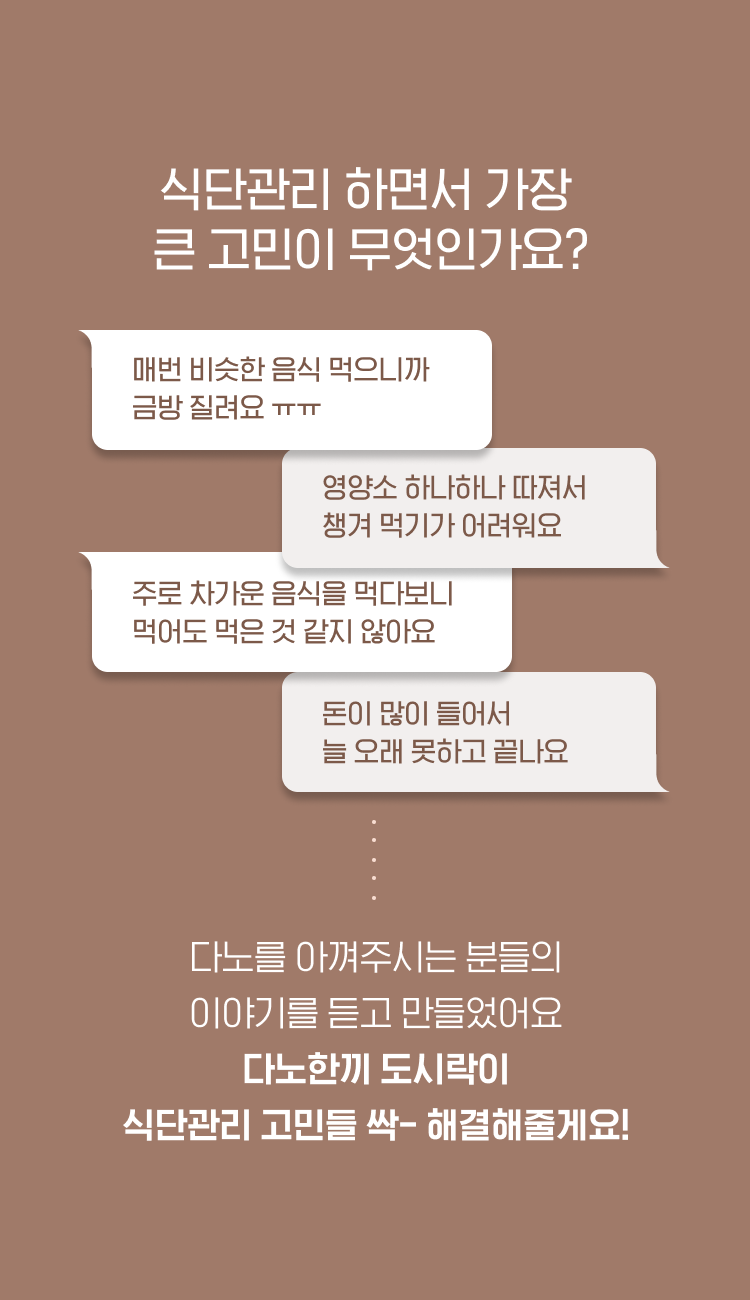 식단관리 하면서 가장
큰 고민이 무엇인가요?
매번 비슷한 음식 먹으니까
금방 질려요 ㅠㅠ
영양소 하나하나 따져서
챙겨 먹기가 어려워요
주로 차가운 음식을 먹다보니
먹어도 먹은 것 같지 않아요
돈이 많이 들어서
늘 오래 못하고 끝나요
다노를 아껴주시는 분들의
이야기를 듣고 만들었어요
다노한끼 도시락이
식단관리 고민들 싹- 해결해줄게요!